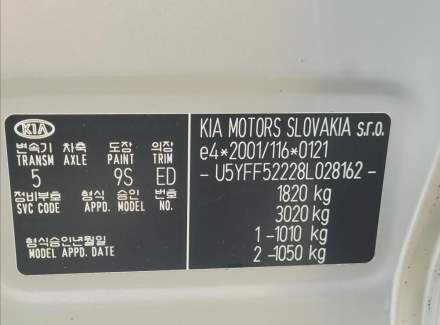 KIA
변속기 차축 도장 의장
TRANSM AXLE PAINT TRIM
5 9S ED
정비부호 형식 승인 번호
SVC CODE APPD. MODEL NO.
형식승인년월일
MODEL APPD. DATE
KIA MOTORS SLOVAKIA s.r.o.
e4*2001/116*0121
- U5YFF52228L028162 -
1820 kg
3020 kg
1 -1010 kg
2 -1050 kg